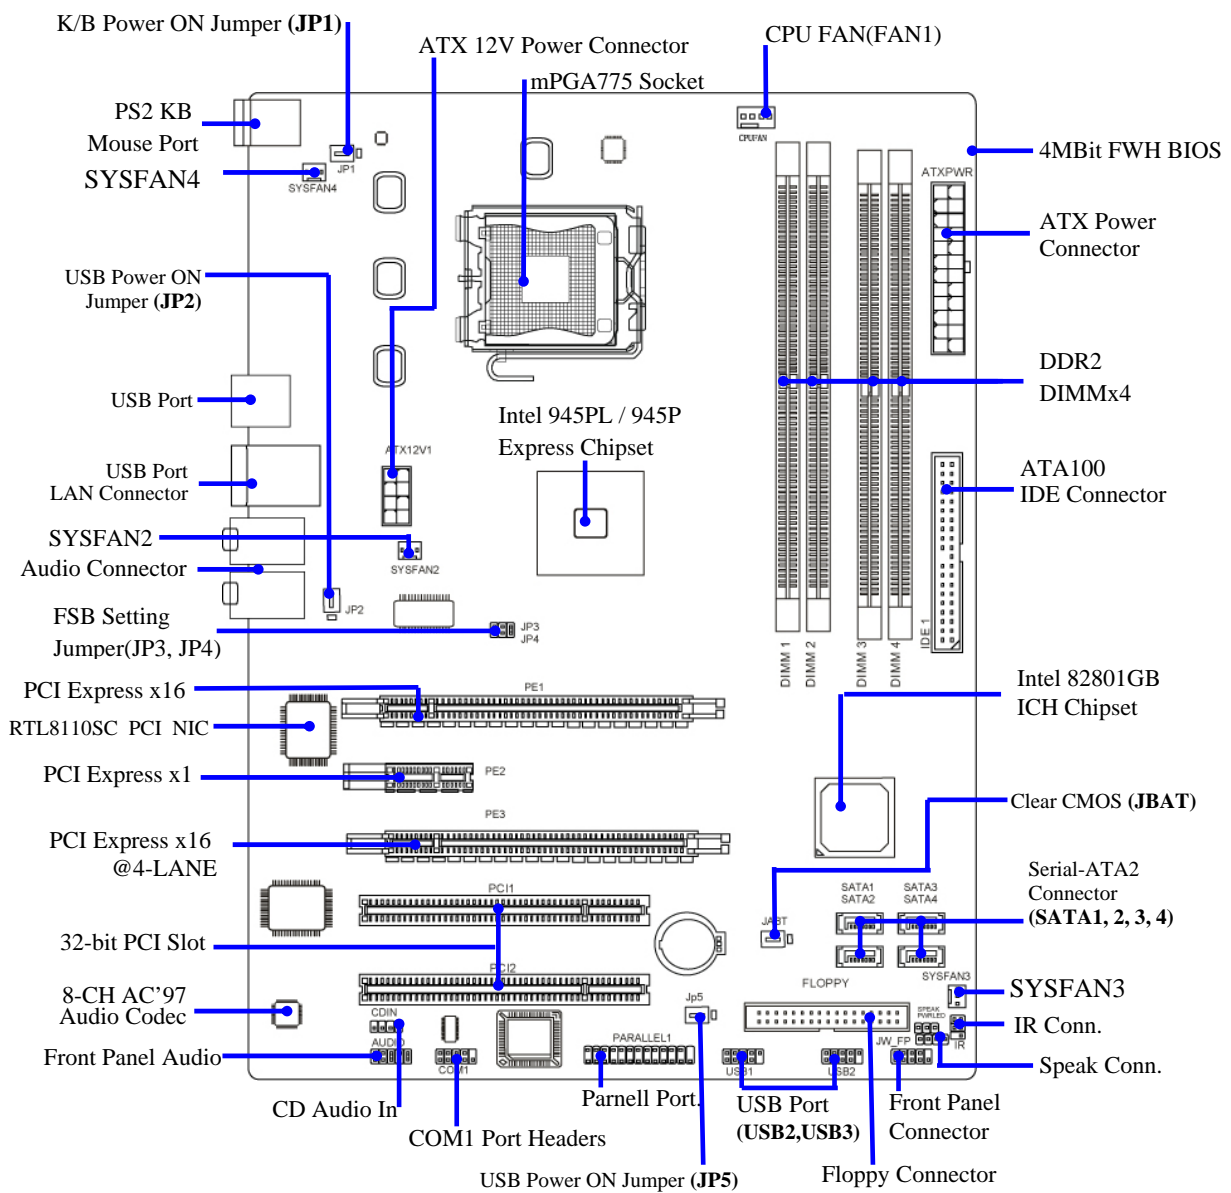 K/B Power ON Jumper (JP1)
ATX 12V Power Connector
mPGA775 Socket
CPU FAN(FAN1)
PS2 KB
Mouse Port
SYSFAN4
JP1
SYSFAN4
CPUFAN
4MBit FWH BIOS
ATXPWR
ATX Power
Connector
USB Power ON
Jumper (JP2)
DDR2
DIMMx4
USB Port
Intel 945PL / 945P
Express Chipset
ATX12V1
USB Port
LAN Connector
ATA100
IDE Connector
SYSFAN2
SYSFAN2
Audio Connector
JP2
FSB Setting
Jumper(JP3, JP4)
JP3
JP4
DIMM 1
DIMM 2
DIMM 3
DIMM 4
IDE 1
PCI Express x16
PE1
Intel 82801GB
ICH Chipset
RTL8110SC PCI NIC
PCI Express x1
PE2
Clear CMOS (JBAT)
PE3
PCI Express x16
@4-LANE
Serial-ATA2
Connector
(SATA1, 2, 3, 4)
SATA1
SATA2
SATA3
SATA4
PCI1
JABT
32-bit PCI Slot
PCI2
SYSFAN3
FLOPPY
SYSFAN3
8-CH AC’97
Audio Codec
Jp5
CDIN
SPEAK
PWRLED
IR Conn.
AUDIO
PARALLEL1
JW_FP
IR
Front Panel Audio
COM1
USB1
USB2
Speak Conn.
CD Audio In
Parnell Port.
USB Port
(USB2,USB3)
Front Panel
Connector
COM1 Port Headers
USB Power ON Jumper (JP5)
Floppy Connector